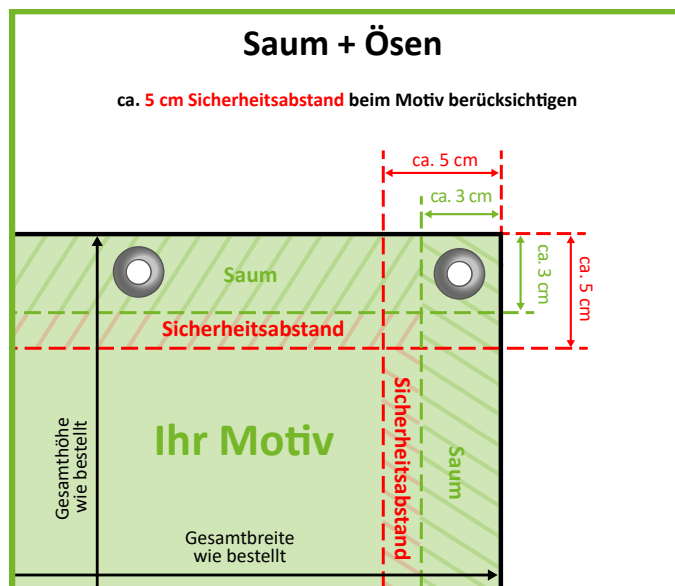 Saum + Ösen
ca. 5 cm Sicherheitsabstand beim Motiv berücksichtigen
ca. 5 cm
ca. 3 cm
ca. 3 cm
ca. 5 cm
Saum
Sicherheitsabstand
Ihr Motiv
Sicherheitsabstand
Saum
Gesamthöhe
wie bestellt
Gesamtbreite
wie bestellt